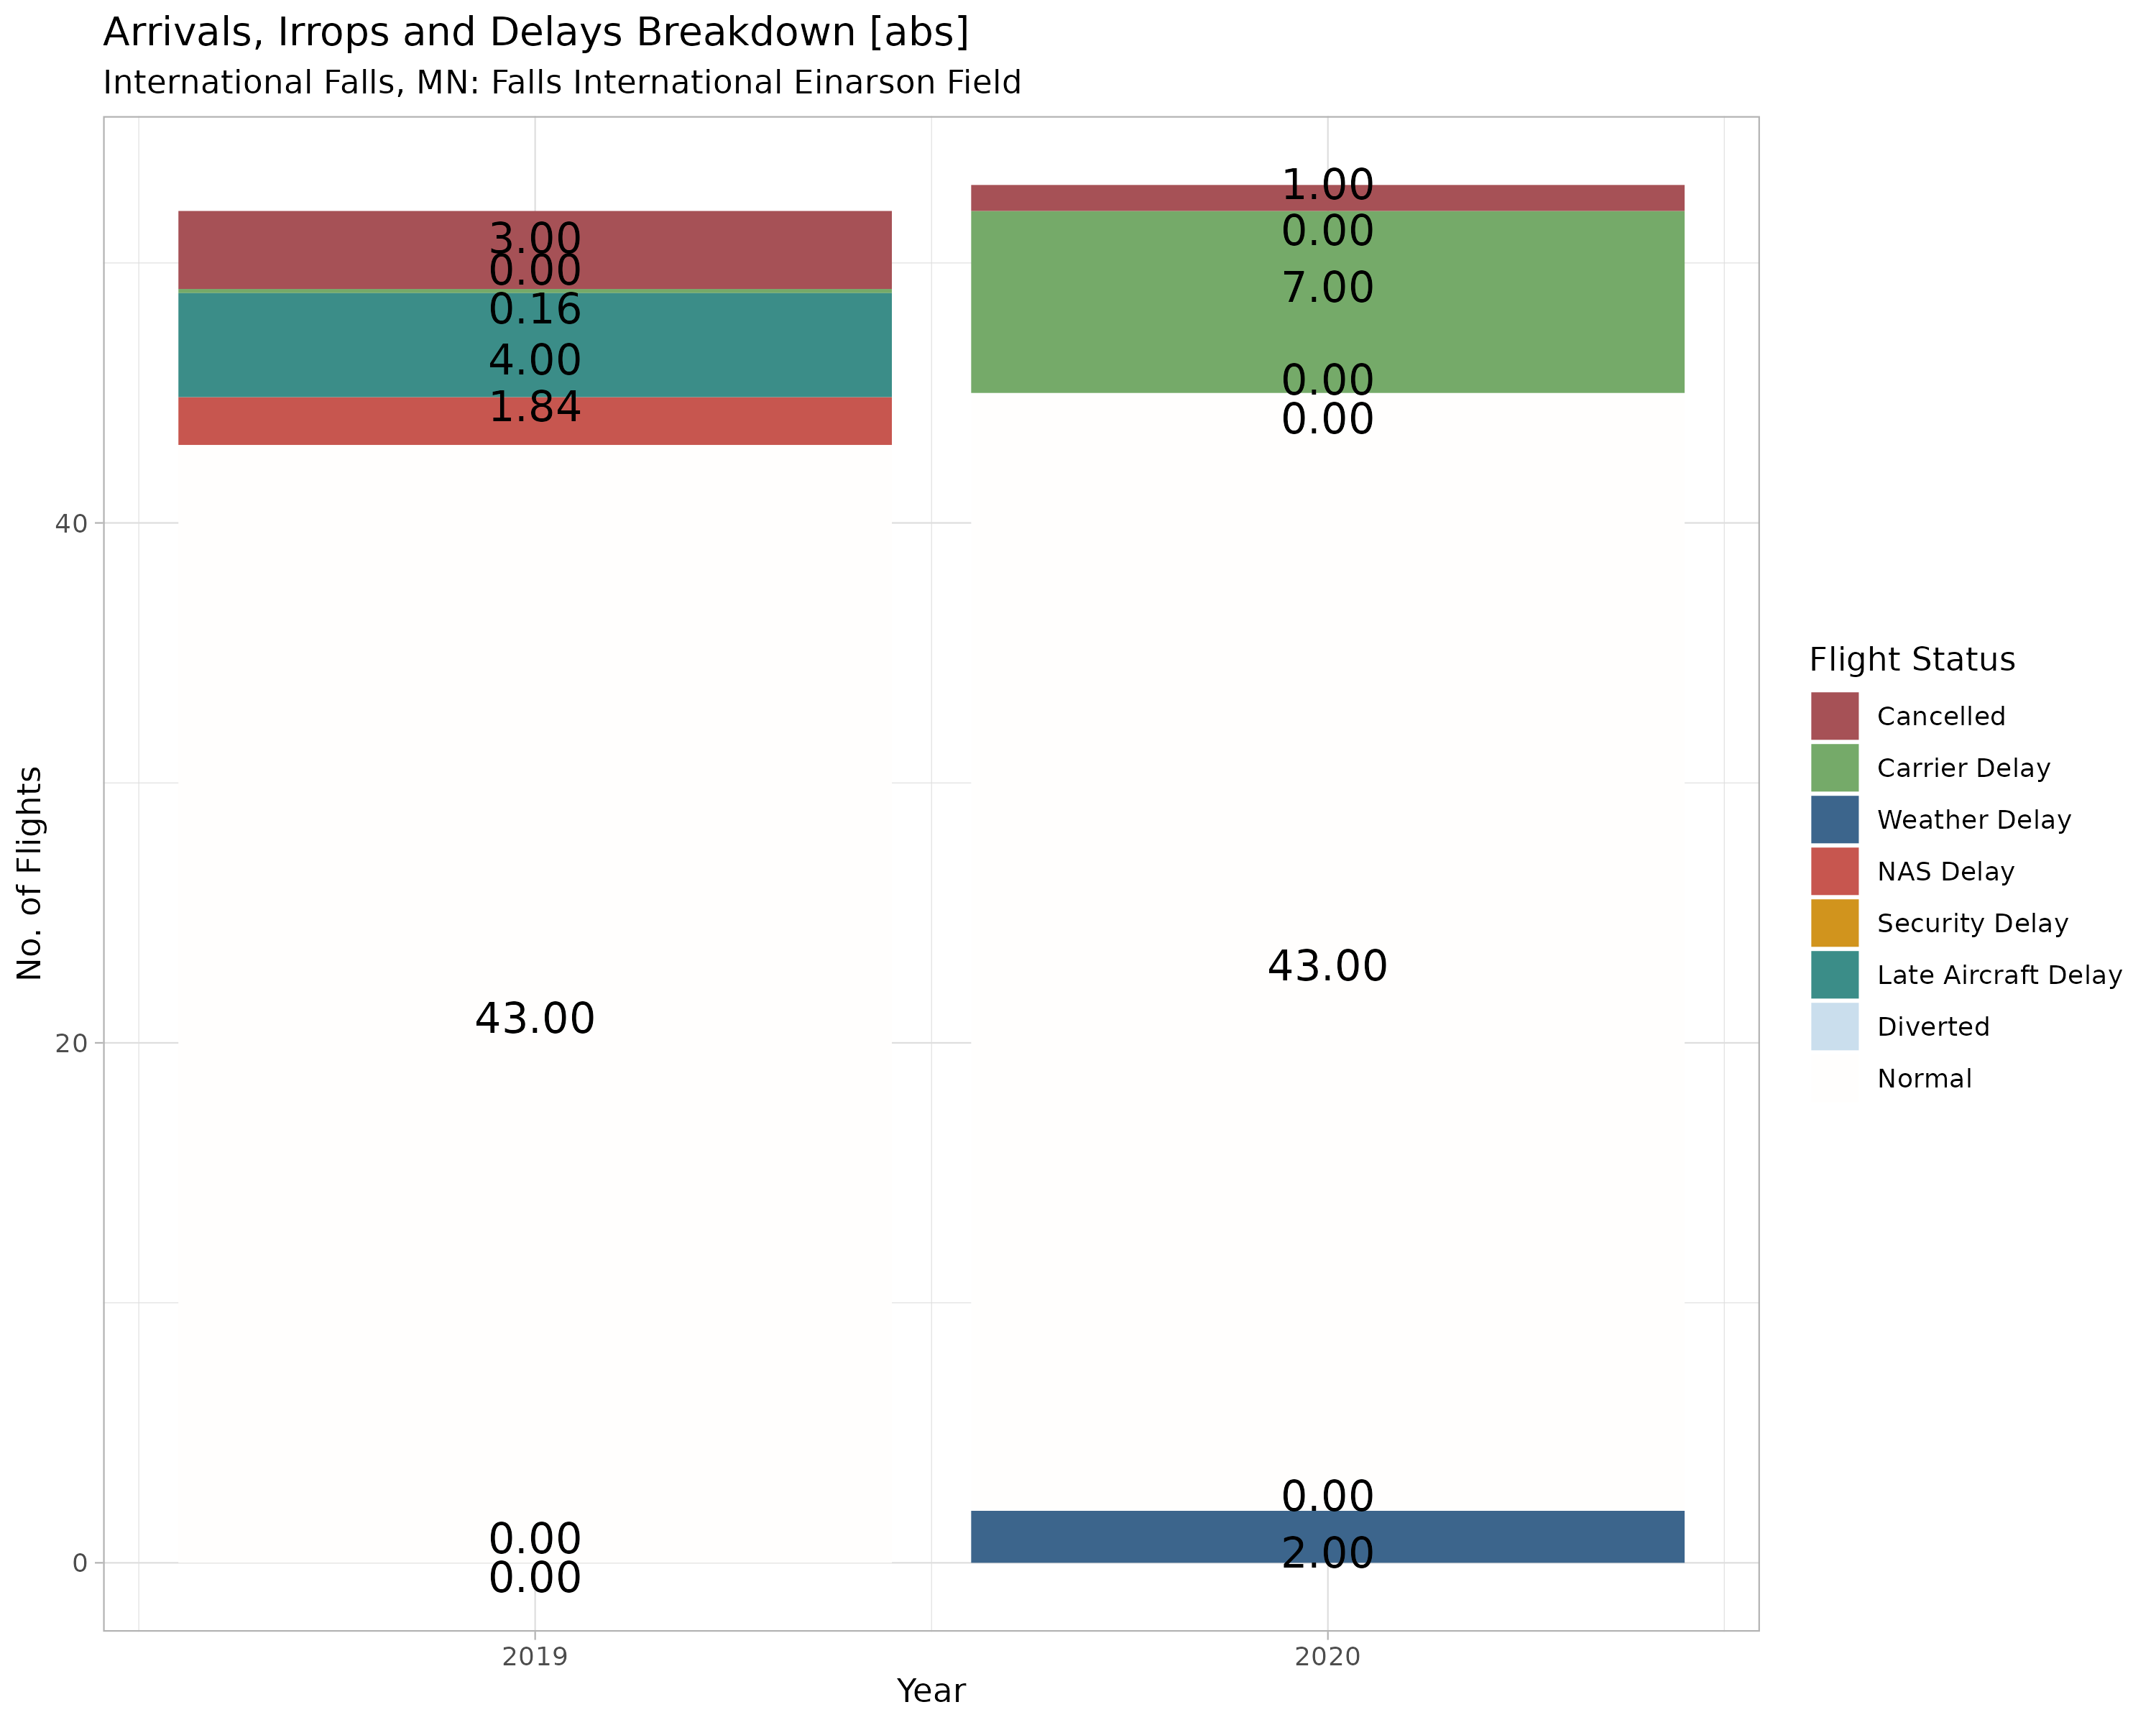 Arrivals, Irrops and Delays Breakdown [abs]
International Falls, MN: Falls International Einarson Field
No. of Flights
40
20
0
3.00
0.00
0.16
4.00
1.84
43.00
0.00
0.00
1.00
0.00
7.00
0.00
0.00
43.00
0.00
2.00
2019
2020
Year
Flight Status
Cancelled
Carrier Delay
Weather Delay
NAS Delay
Security Delay
Late Aircraft Delay
Diverted
Normal